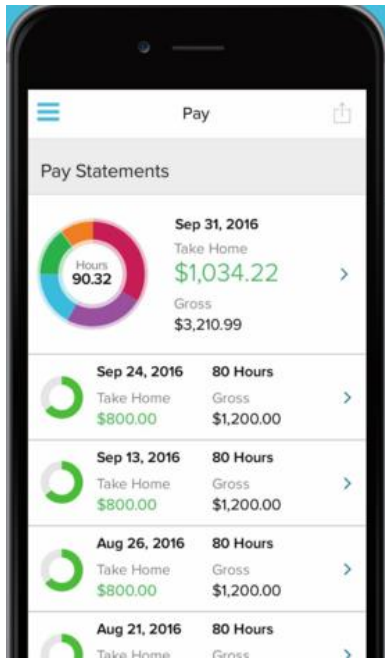 Pay
Pay Statements
Hours
90.32
Sep 31, 2016
Take Home
$1,034.22
Gross
$3,210.99
Sep 24, 2016 80 Hours
Take Home Gross
$800.00 $1,200.00
Sep 13, 2016 80 Hours
Take Home Gross
$800.00 $1,200.00
Aug 26, 2016 80 Hours
Take Home Gross
$800.00 $1,200.00
Aug 21, 2016 80 Hours
Take Home Gross